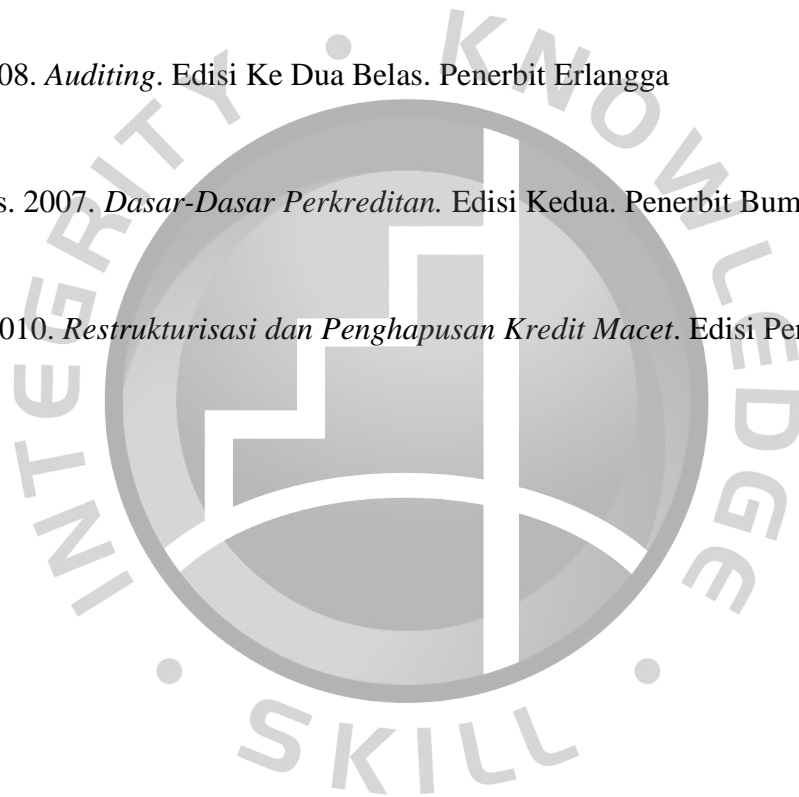 08. Auditing. Edisi Ke Dua Belas. Penerbit Erlangga
s. 2007. Dasar-Dasar Perkreditan. Edisi Kedua. Penerbit Bum
010. Restrukturisasi dan Penghapusan Kredit Macet. Edisi Per
INTEGRITY • KNOWLEDGE • SKILL •